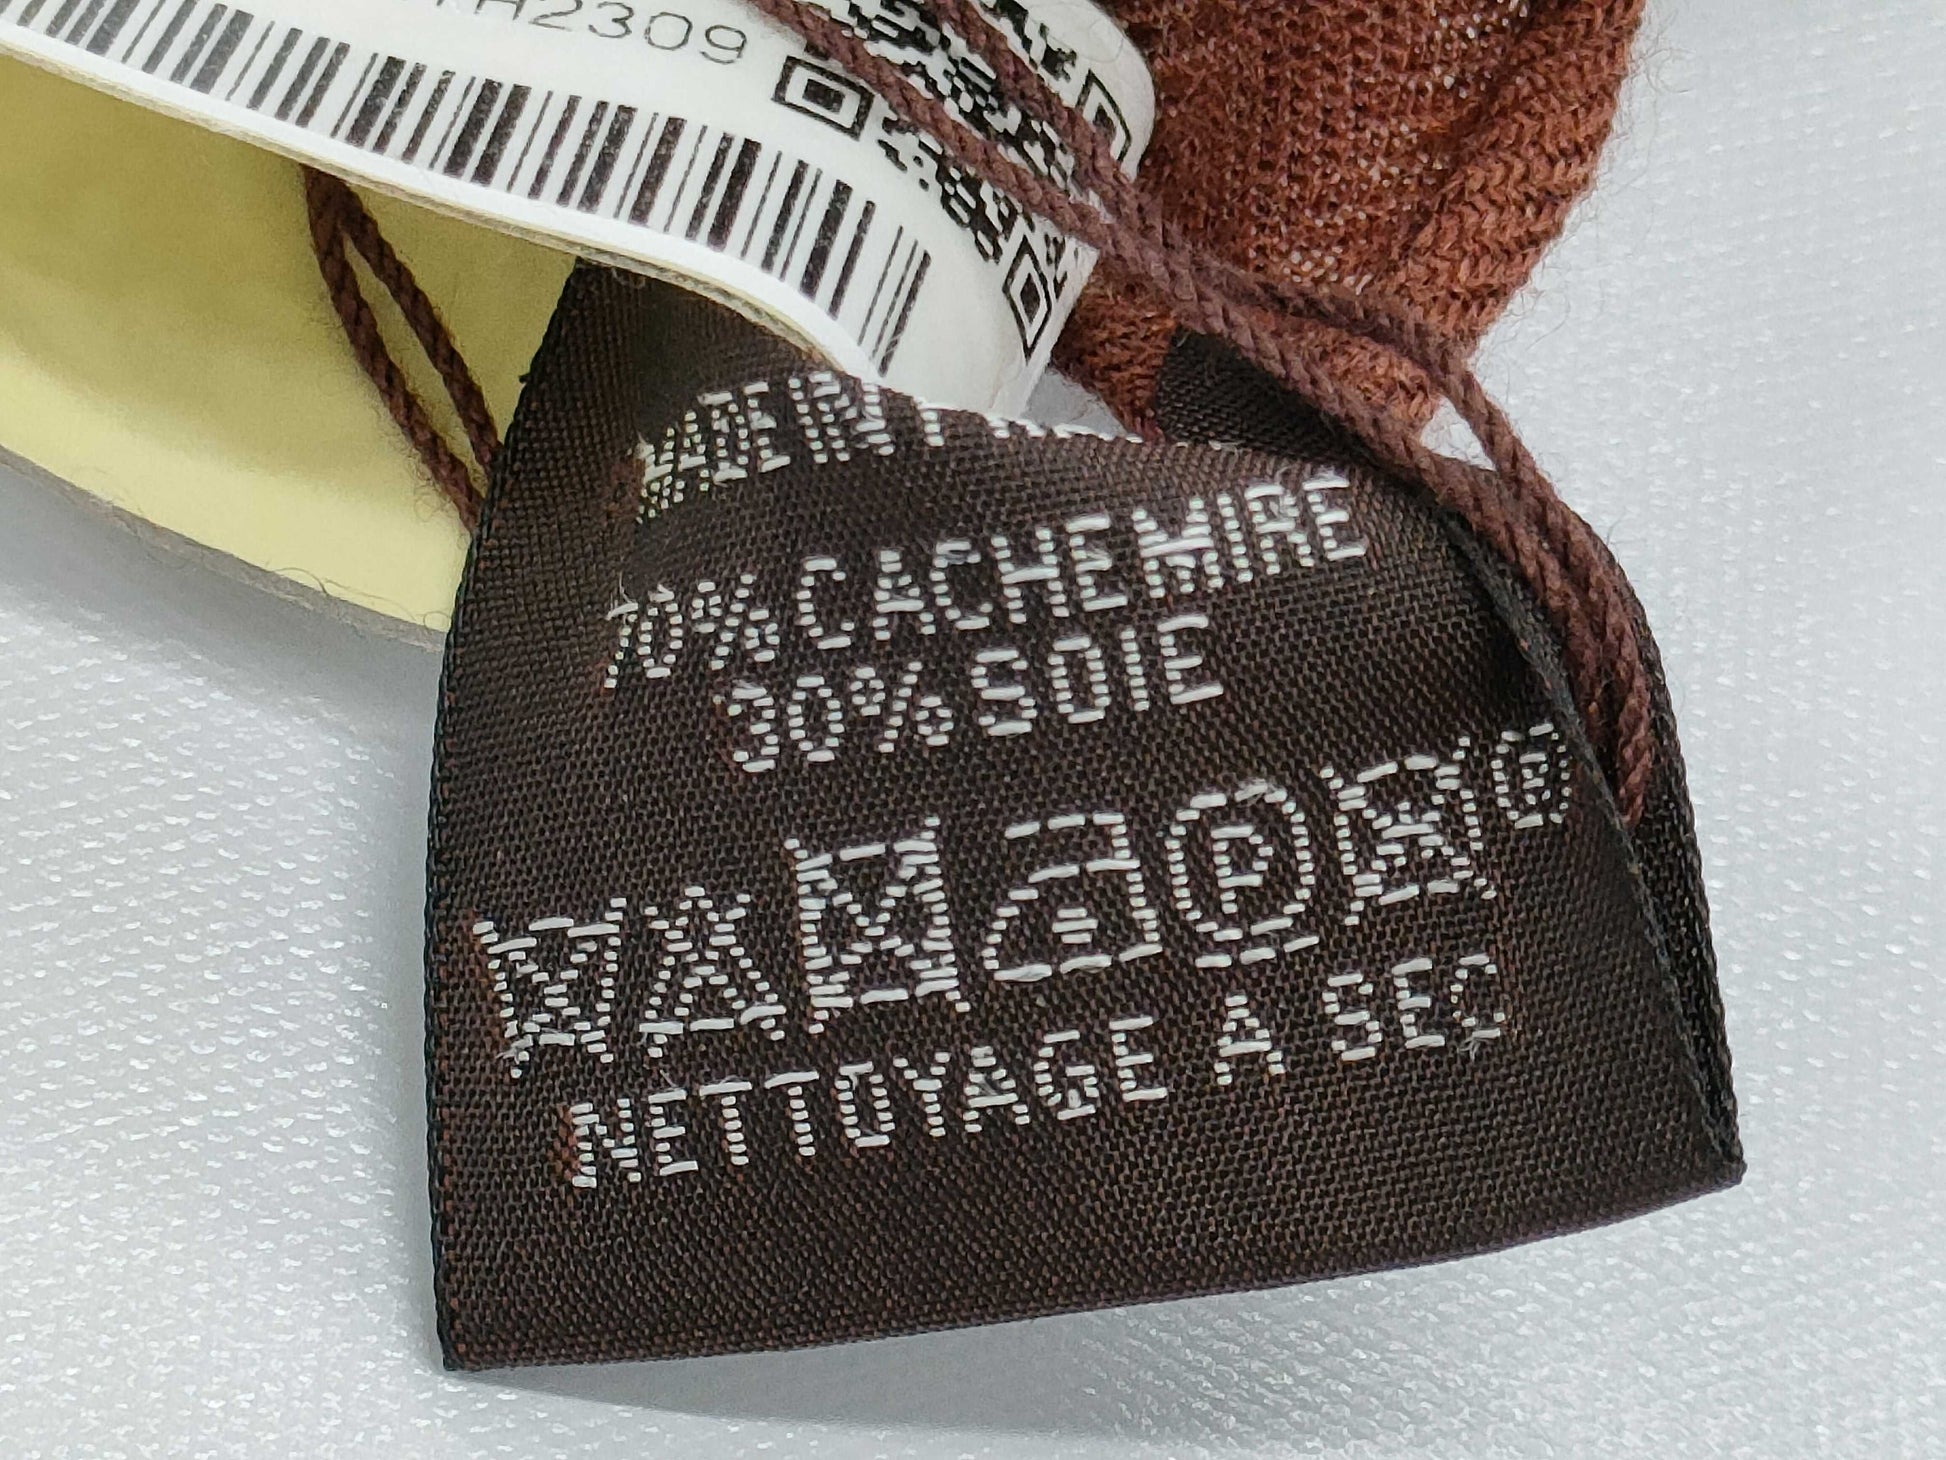 H2309
MADE IN
70% CACHEMIRE
30% SOIE
P P
NETTOYAGE A SEC